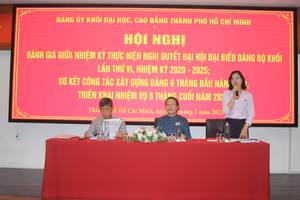 ĐẢNG ỦY KHỐI ĐẠI HỌC, CAO ĐẲNG THÀNH PHỐ HỒ CHÍ MINH
HỘI NGHỊ
ĐÁNH GIÁ GIỮA NHIỆM KỲ THỰC HIỆN NGHỊ QUYẾT ĐẠI HỘI ĐẠI BIỂU ĐẢNG BỘ KHỐI
LẦN THỨ VI, NHIỆM KỲ 2020 - 2025;
SƠ KẾT CÔNG TÁC XÂY DỰNG ĐẢNG 6 THÁNG ĐẦU NĂM
TRIỂN KHAI NHIỆM VỤ 6 THÁNG CUỐI NĂM
Hồ Chí Minh, 7 năm